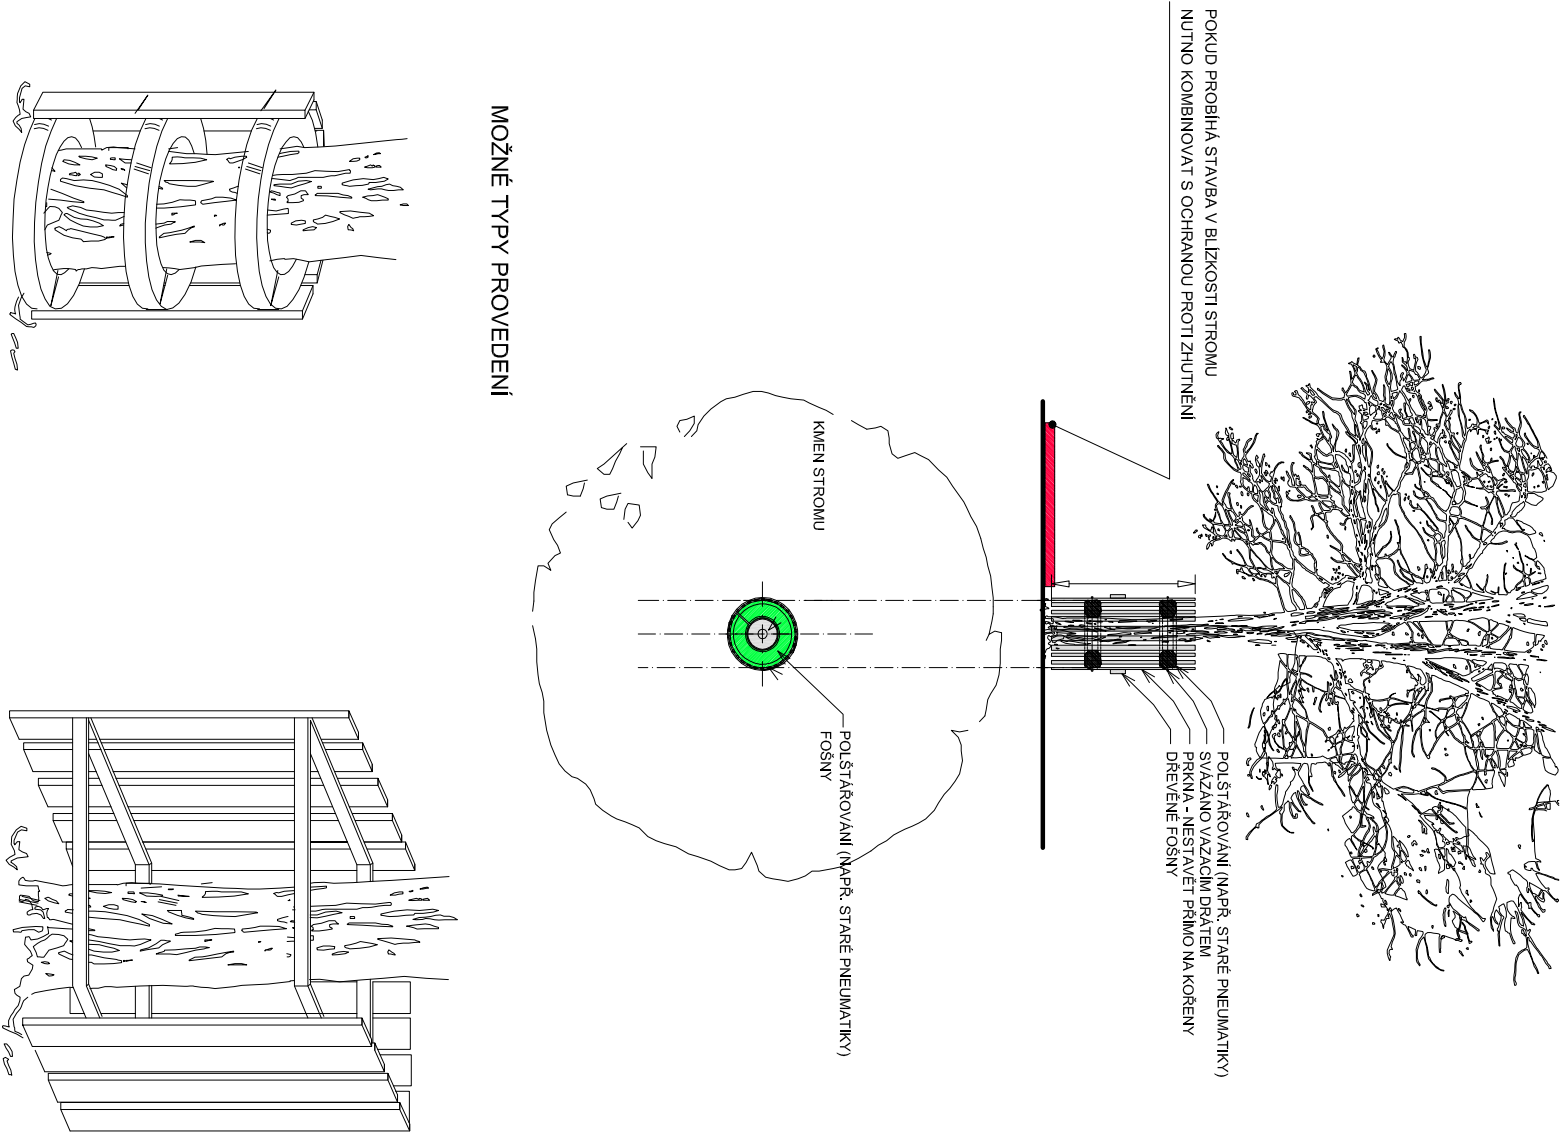 POKUD PROBÍHÁ STAVBA V BLÍZKOSTI STROMU
NUTNO KOMBINOVAT S OCHRANOU PROTI ZHUTNĚNÍ
POLŠTÁŘOVÁNÍ (NAPŘ. STARÉ PNEUMATIKY)
SVÁZÁNO VAZACÍM DRÁTEM
PRKNA - NESTAVĚT PŘÍMO NA KOŘENY
DŘEVĚNÉ FOŠNY
KMEN STROMU
POLŠTÁŘOVÁNÍ (NAPŘ. STARÉ PNEUMATIKY)
FOŠNY
MOŽNÉ TYPY PROVEDENÍ